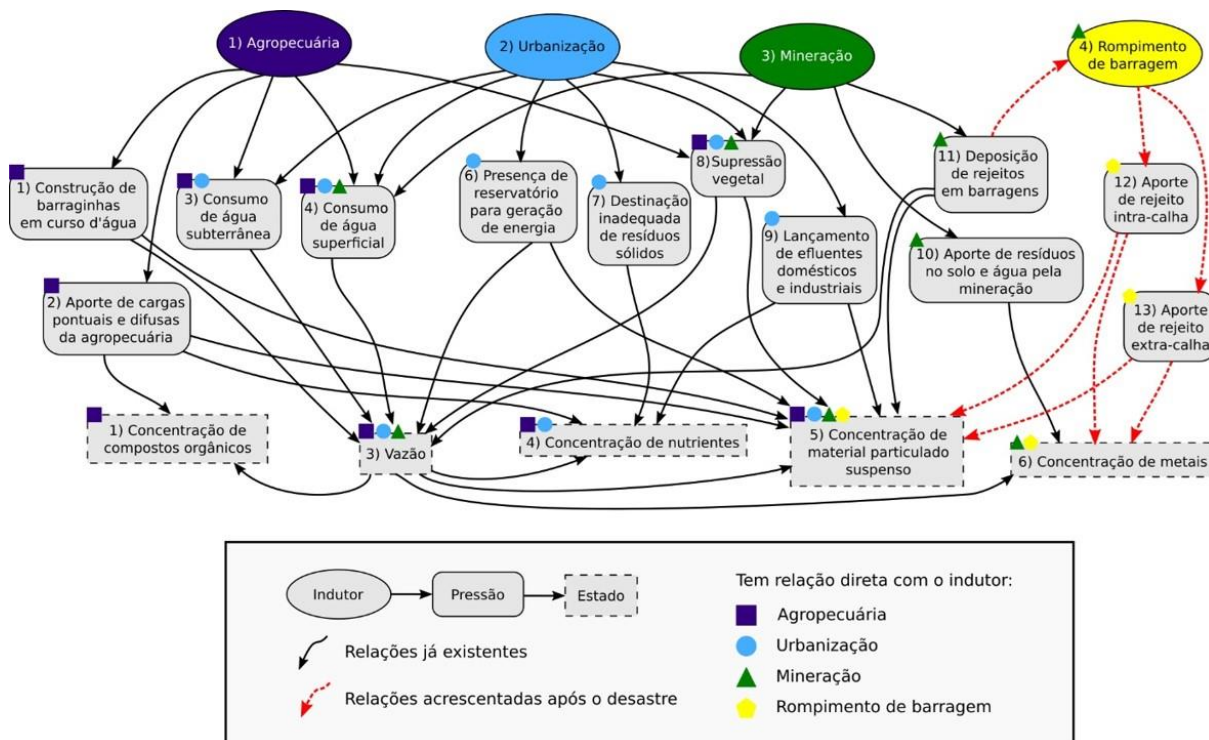 1) Agropecuária
2) Urbanização
3) Mineração
4) Rompimento
de barragem
1) Construção de
barraginhas
em curso d'água
3) Consumo
de água
subterrânea
4) Consumo
de água
superficial
6) Presença de
reservatório
para geração
de energia
7) Destinação
inadequada
de resíduos
sólidos
8)Supressão
vegetal
9) Lançamento
de efluentes
domésticos
e industriais
11) Deposição
de rejeitos
em barragens
10) Aporte de resíduos
no solo e água pela
mineração
12) Aporte
de rejeito
intra-calha
13) Aporte
de rejeito
extra-calha
2) Aporte de cargas
pontuais e difusas
da agropecuária
1) Concentração de
compostos orgânicos
3) Vazão
4) Concentração de nutrientes
5) Concentração de
material particulado
suspenso
6) Concentração de metais
Indutor
Pressão
Estado
Relações já existentes
Relações acrescentadas após o desastre
Tem relação direta com o indutor:
Agropecuária
Urbanização
Mineração
Rompimento de barragem